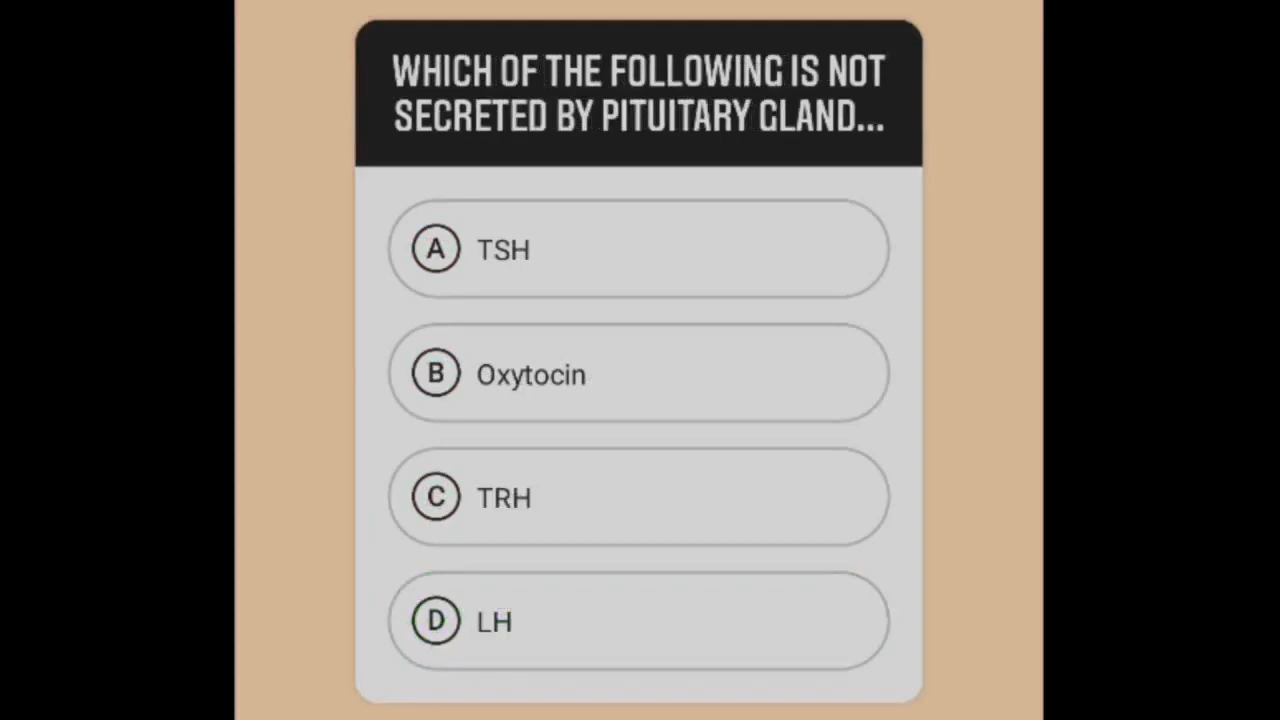 WHICH OF THE FOLLOWING IS NOT
SECRETED BY PITUITARY GLAND...
A TSH
B Oxytocin
C TRH
D LH